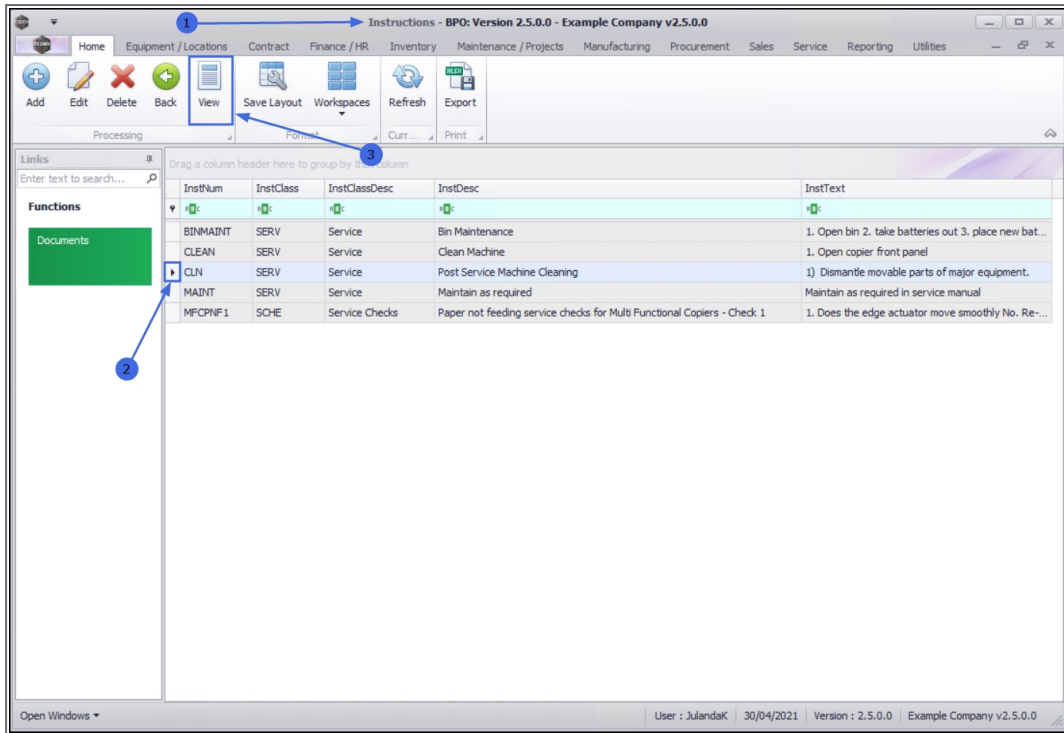 1
Instructions - BPO: Version 2.5.0.0 - Example Company v2.5.0.0
Home Equipment / Locations Contract Finance / HR Inventory Maintenance / Projects Manufacturing Procurement Sales Service Reporting Utilities
Add Edit Delete Back View Save Layout Workspaces Refresh Export
Processing Format Curr... Print
3
Links
Drag a column header here to group by that column
Enter text to search...
InstNum InstClass InstClassDesc InstDesc InstText
Functions
Documents
BINMAINT SERV Service Bin Maintenance 1. Open bin 2. take batteries out 3. place new bat...
CLEAN SERV Service Clean Machine 1. Open copier front panel
CLN SERV Service Post Service Machine Cleaning 1) Dismantle movable parts of major equipment.
MAINT SERV Service Maintain as required Maintain as required in service manual
MFCPNF1 SCHE Service Checks Paper not feeding service checks for Multi Functional Copiers - Check 1 1. Does the edge actuator move smoothly No. Re-...
2
Open Windows User : JulandaK 30/04/2021 Version : 2.5.0.0 Example Company v2.5.0.0